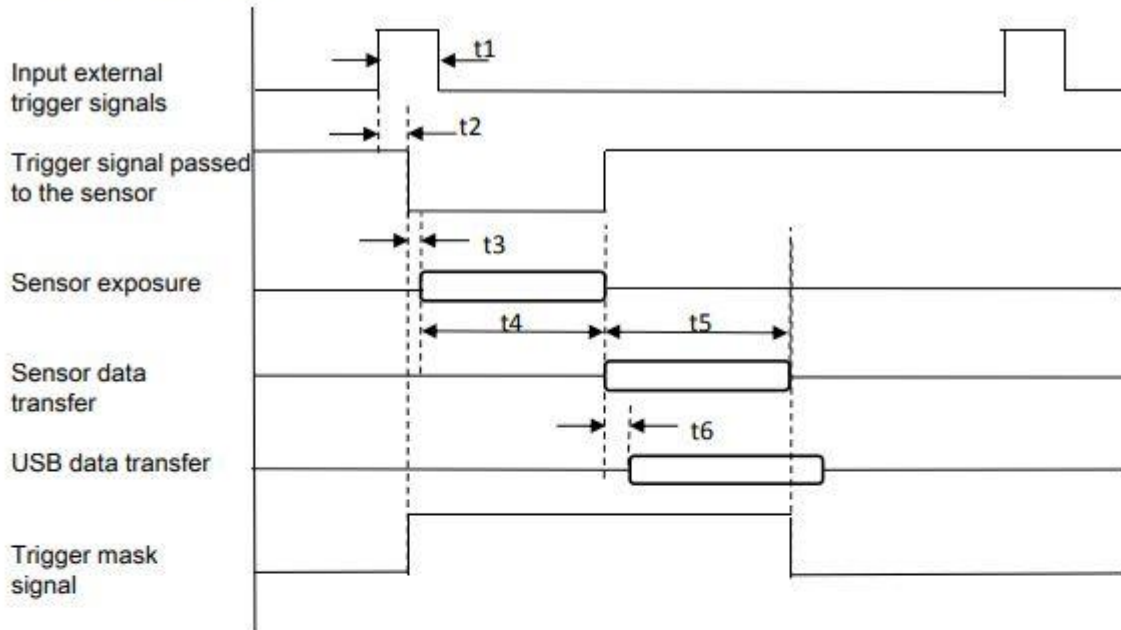 t1
Input external
trigger signals
t2
Trigger signal passed
to the sensor
t3
Sensor exposure
t4
t5
Sensor data
transfer
t6
USB data transfer
Trigger mask
signal